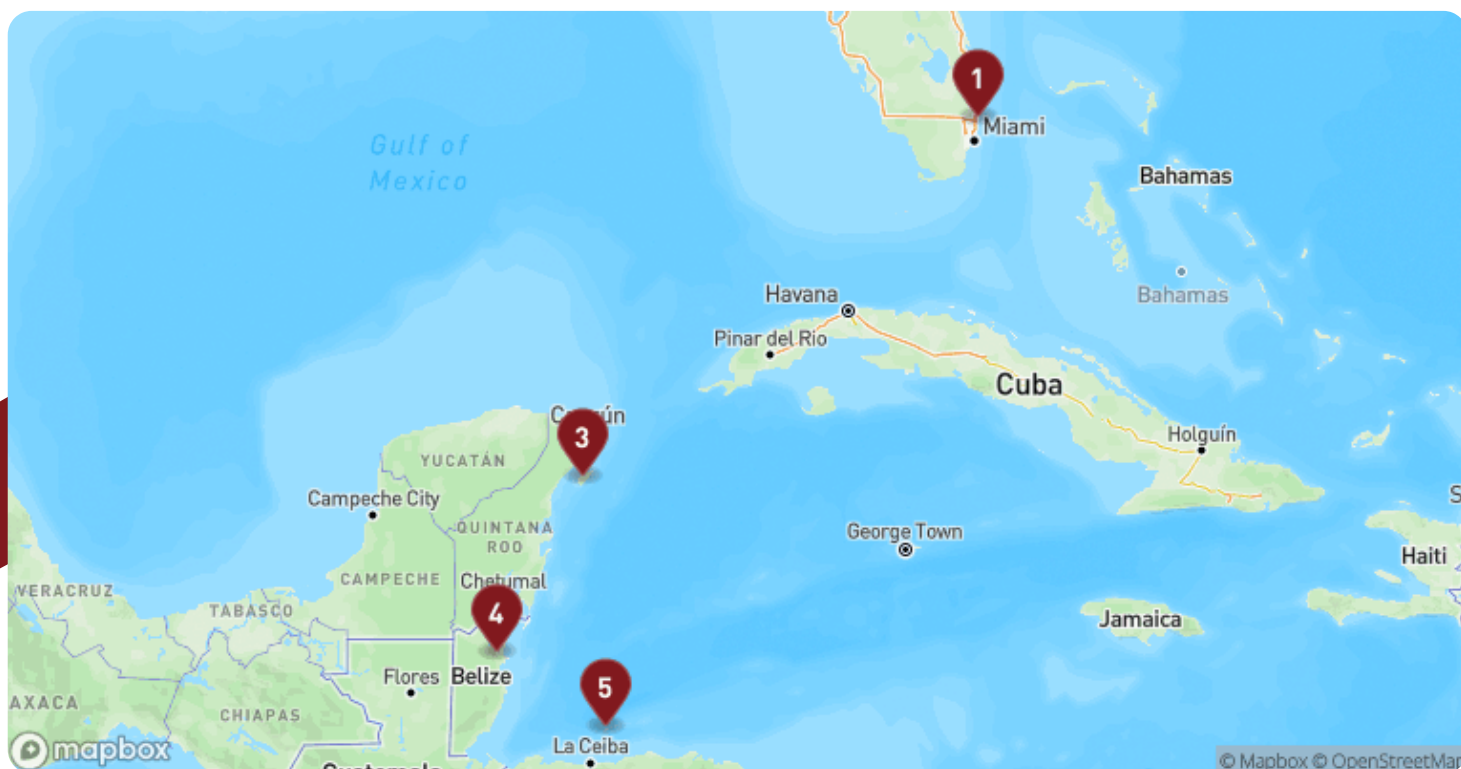 1
Miami
Gulf of
Mexico
Bahamas
Bahamas
Havana
Pinar del Rio
Cuba
Holguín
3
YUCATÁN
Campeche City
QUINTANA
ROO
George Town
Haiti
CAMPECHE
Chetumal
VERACRUZ
TABASCO
4
Jamaica
Flores
Belize
5
AXACA
CHIAPAS
La Ceiba
mapbox
© Mapbox © OpenStreetMap